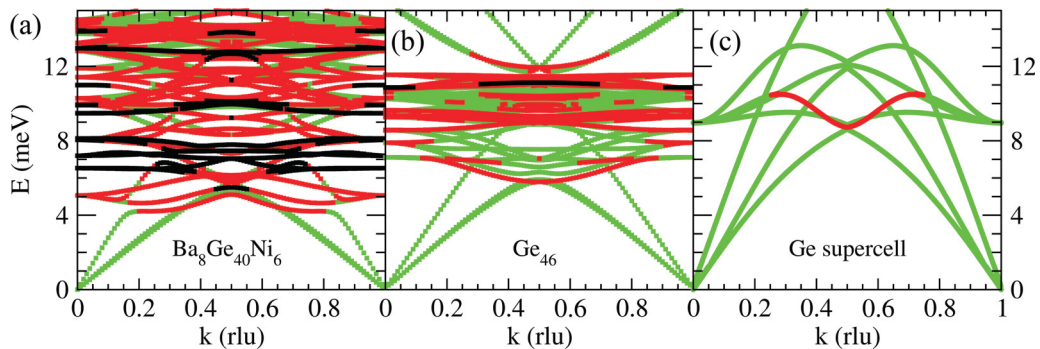 (a)
(b)
(c)
12
8
4
0
E (meV)
Ba8Ge40Ni6
Ge46
Ge supercell
12
8
4
0
0 0.2 0.4 0.6 0.8 0 0.2 0.4 0.6 0.8 0 0.2 0.4 0.6 0.8 1
k (rlu) k (rlu) k (rlu)